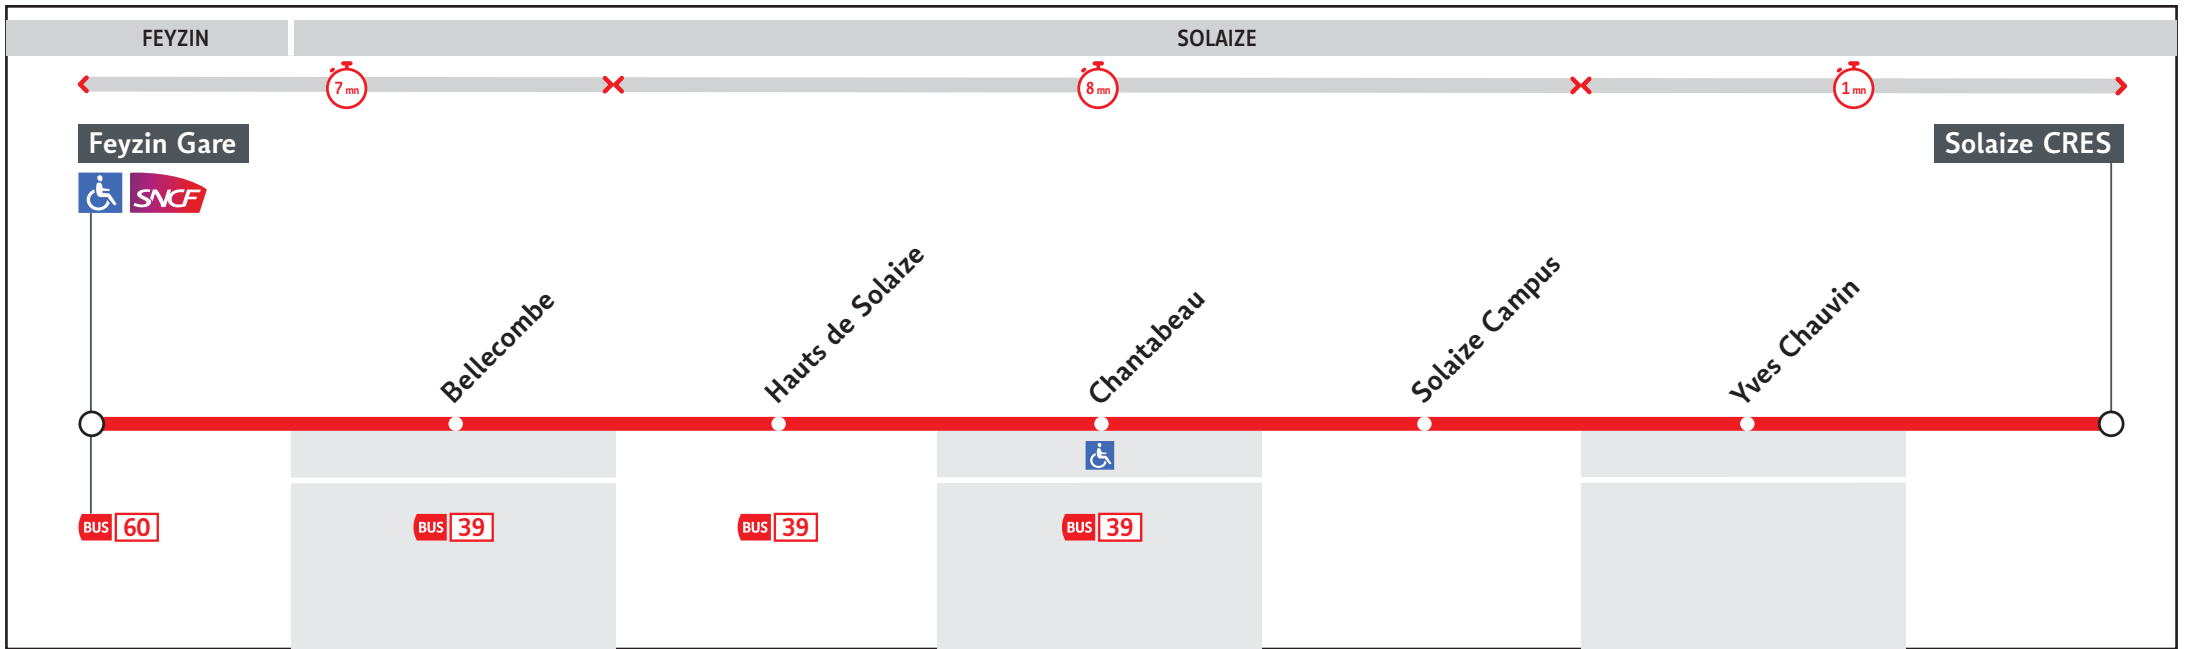 FEYZIN
SOLAIZE
7 mn
8 mn
1 mn
Feyzin Gare
Solaize CRES
SNCF
Bellecombe
Hauts de Solaize
Chantabeau
Solaize Campus
Yves Chauvin
BUS 60
BUS 39
BUS 39
BUS 39